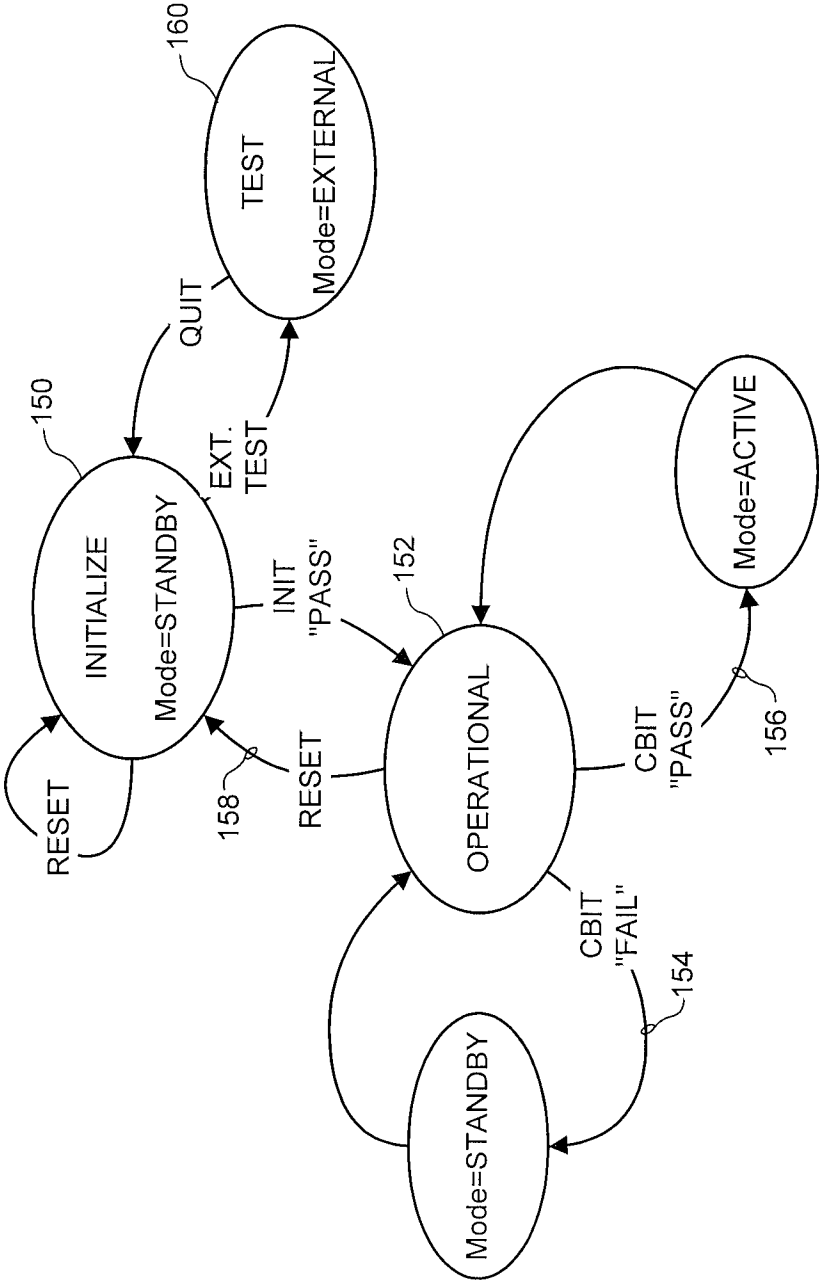 150
INITIALIZE
Mode=STANDBY
RESET
QUIT
160
TEST
Mode=EXTERNAL
EXT.
TEST
INIT
"PASS"
158
RESET
152
OPERATIONAL
CBIT
"FAIL"
154
Mode=STANDBY
CBIT
"PASS"
156
Mode=ACTIVE